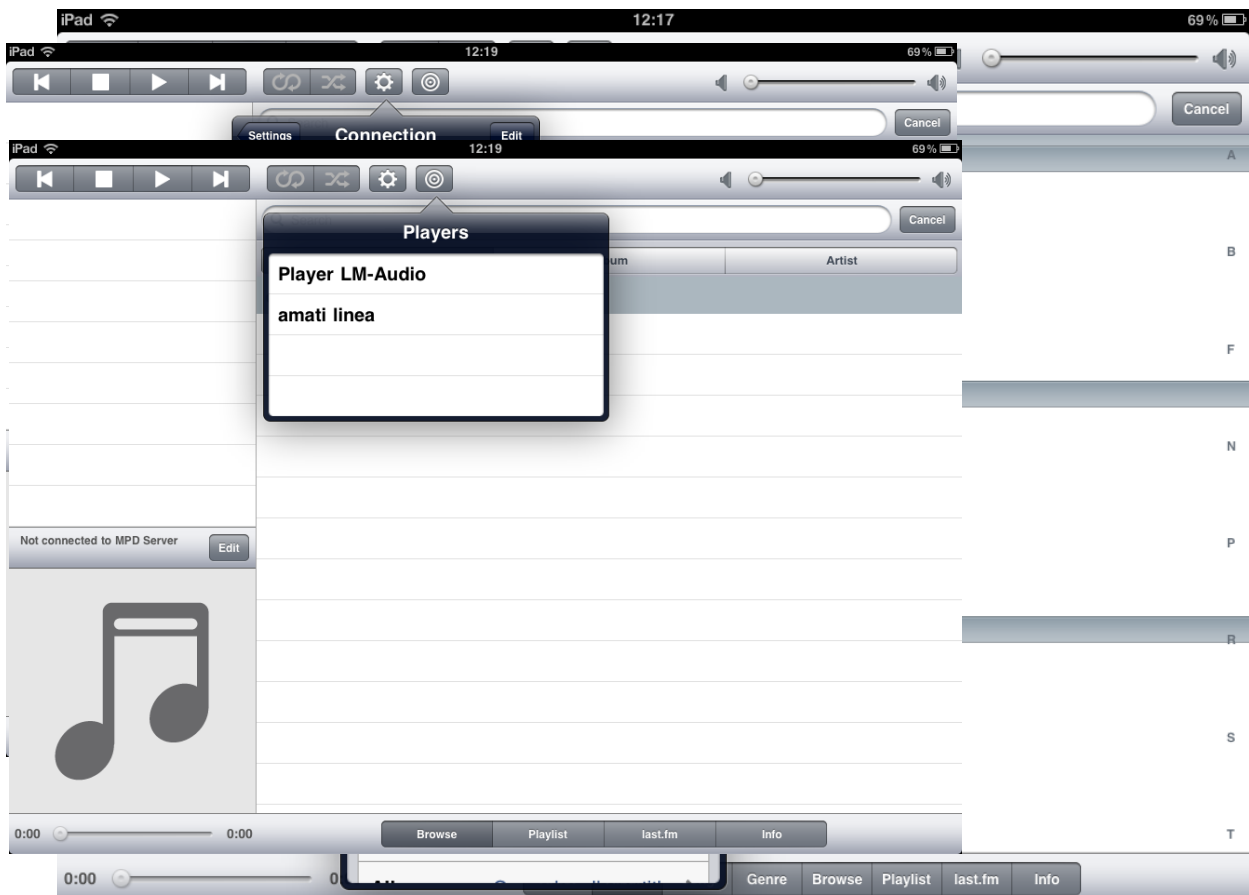 iPad 12:17 69%
iPad 12:19 69%
Cancel
Cancel
Settings Connection Edit
iPad 12:19 69%
A
Cancel
Players
B
Artist
Player LM-Audio
amati linea
F
N
Not connected to MPD Server Edit
P
R
S
T
0:00 0:00 Browse Playlist last.fm Info
0:00 Genre Browse Playlist last.fm Info